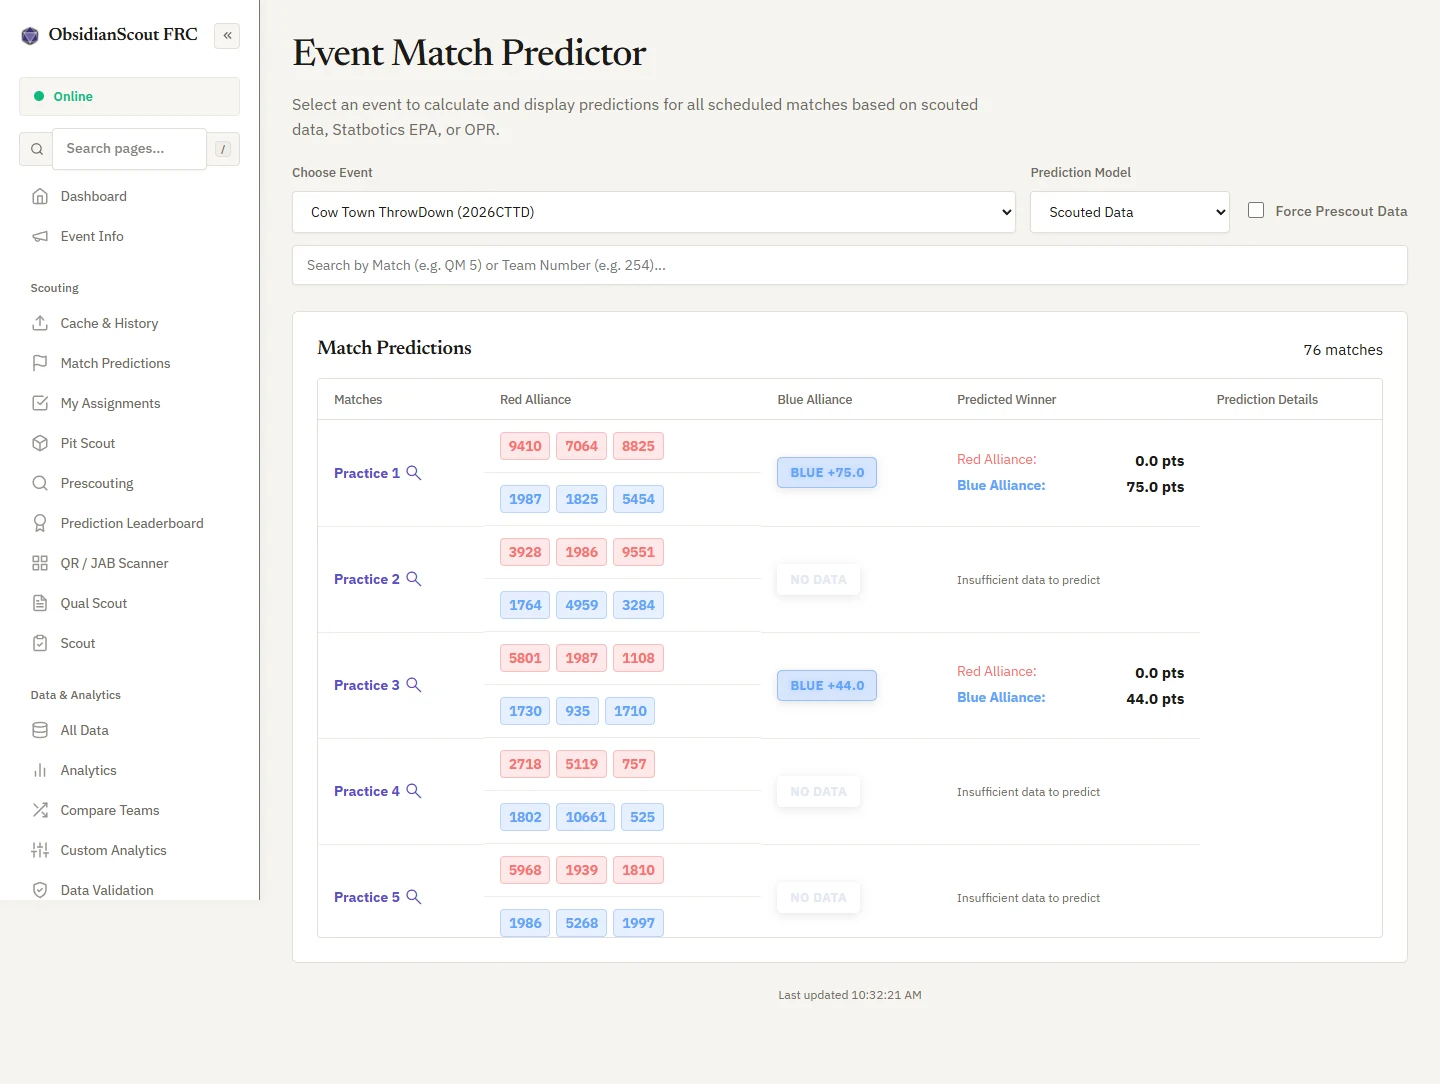 ObsidianScout FRC
«
Online
Search pages...
/
Dashboard
Event Info
Scouting
Cache & History
Match Predictions
My Assignments
Pit Scout
Prescouting
Prediction Leaderboard
QR / JAB Scanner
Qual Scout
Scout
Data & Analytics
All Data
Analytics
Compare Teams
Custom Analytics
Data Validation
Event Match Predictor
Select an event to calculate and display predictions for all scheduled matches based on scouted
data, Statbotics EPA, or OPR.
Choose Event
Prediction Model
Cow Town ThrowDown (2026CTTD)
Scouted Data
Force Prescout Data
Search by Match (e.g. QM 5) or Team Number (e.g. 254)...
Match Predictions
76 matches
Matches Red Alliance Blue Alliance Predicted Winner Prediction Details
Practice 1
9410 7064 8825
1987 1825 5454
BLUE +75.0
Red Alliance: 0.0 pts
Blue Alliance: 75.0 pts
Practice 2
3928 1986 9551
1764 4959 3284
NO DATA
Insufficient data to predict
Practice 3
5801 1987 1108
1730 935 1710
BLUE +44.0
Red Alliance: 0.0 pts
Blue Alliance: 44.0 pts
Practice 4
2718 5119 757
1802 10661 525
NO DATA
Insufficient data to predict
Practice 5
5968 1939 1810
1986 5268 1997
NO DATA
Insufficient data to predict
Last updated 10:32:21 AM